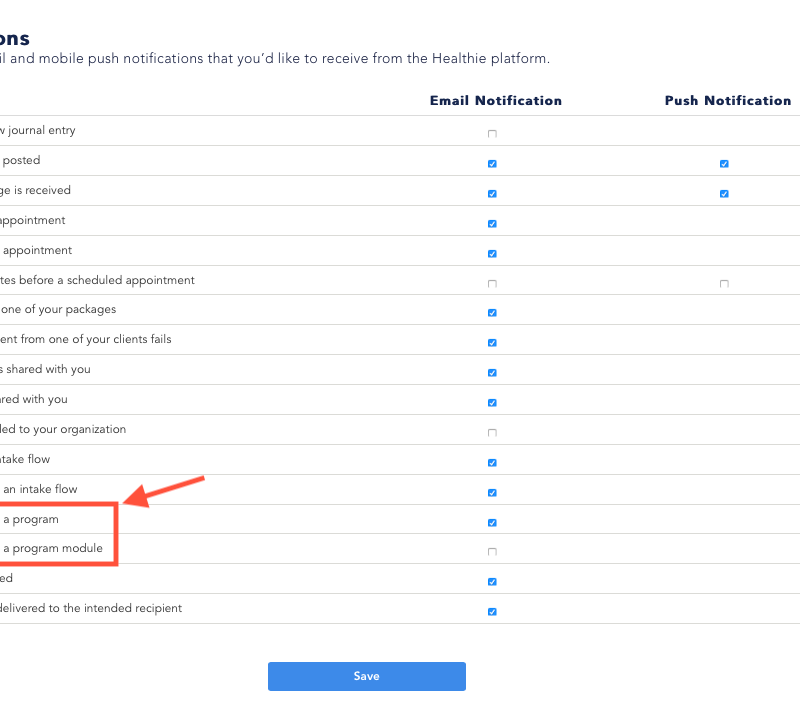 ons
il and mobile push notifications that you'd like to receive from the Healthie platform.
Email Notification Push Notification
w journal entry
posted
ge is received
appointment
appointment
tes before a scheduled appointment
one of your packages
ent from one of your clients fails
s shared with you
ared with you
ded to your organization
ntake flow
an intake flow
a program
a program module
ed
delivered to the intended recipient
Save